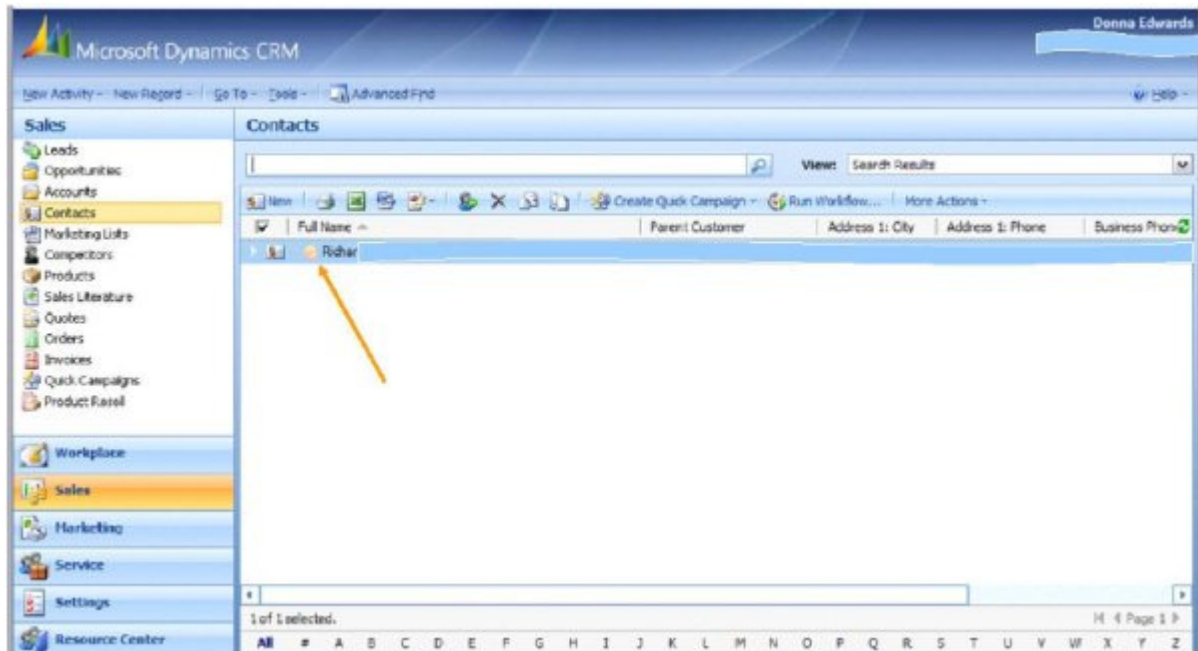 Donna Edwards
Microsoft Dynamics CRM
New Activity - New Record - Go To - Tools - Advanced Find Help -
Sales
Leads
Opportunities
Accounts
Contacts
Marketing Lists
Competitors
Products
Sales Literature
Quotes
Orders
Invoices
Quick Campaigns
Product
Workplace
Sales
Marketing
Service
Settings
Resource Center
Contacts
View: Search Results
New Create Quick Campaign - Run Workflow... More Actions -
Full Name Parent Customer Address 1: City Address 1: Phone Business Phone
Richar
1 of 1 selected. Page 1
All # A B C D E F G H I J K L M N O P Q R S T U V W X Y Z